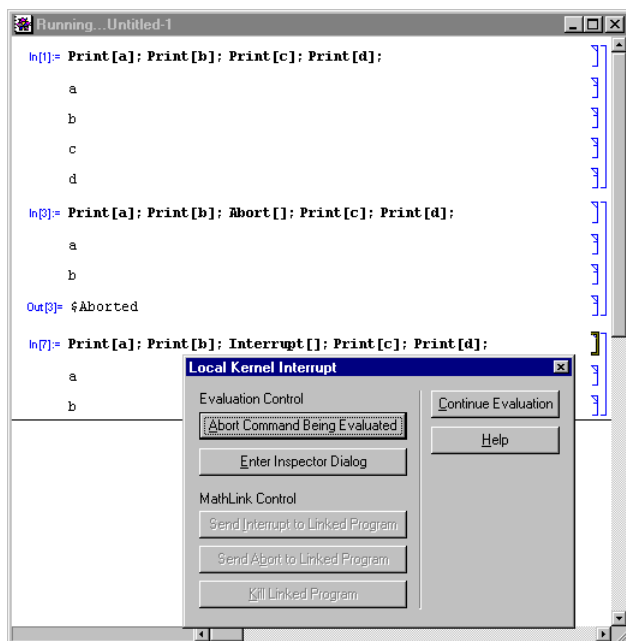 Running...Untitled-1
In[1]:= Print[a]; Print[b]; Print[c]; Print[d];
a
b
c
d
In[3]:= Print[a]; Print[b]; Abort[]; Print[c]; Print[d];
a
b
Out[3]= $Aborted
In[7]:= Print[a]; Print[b]; Interrupt[]; Print[c]; Print[d];
a
b
Local Kernel Interrupt
Evaluation Control
Abort Command Being Evaluated
Enter Inspector Dialog
MathLink Control
Send Interrupt to Linked Program
Send Abort to Linked Program
Kill Linked Program
Continue Evaluation
Help